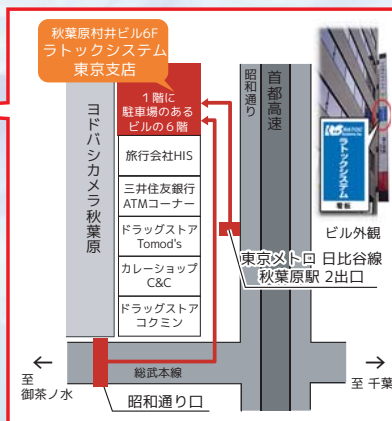 秋葉原村井ビル6F
ラトックシステム
東京支店
1階に
駐車場のある
ビルの6階
ヨドバシカメラ秋葉原
旅行会社HIS
三井住友銀行
ATMコーナー
ドラッグストア
Tomod's
カレーショップ
C&C
ドラッグストア
コクミン
昭和通り
首都高速
ラトックシステム
ビル外観
東京メトロ 日比谷線
秋葉原駅 2出口
総武本線
至
御茶ノ水
至 千葉
昭和通り口